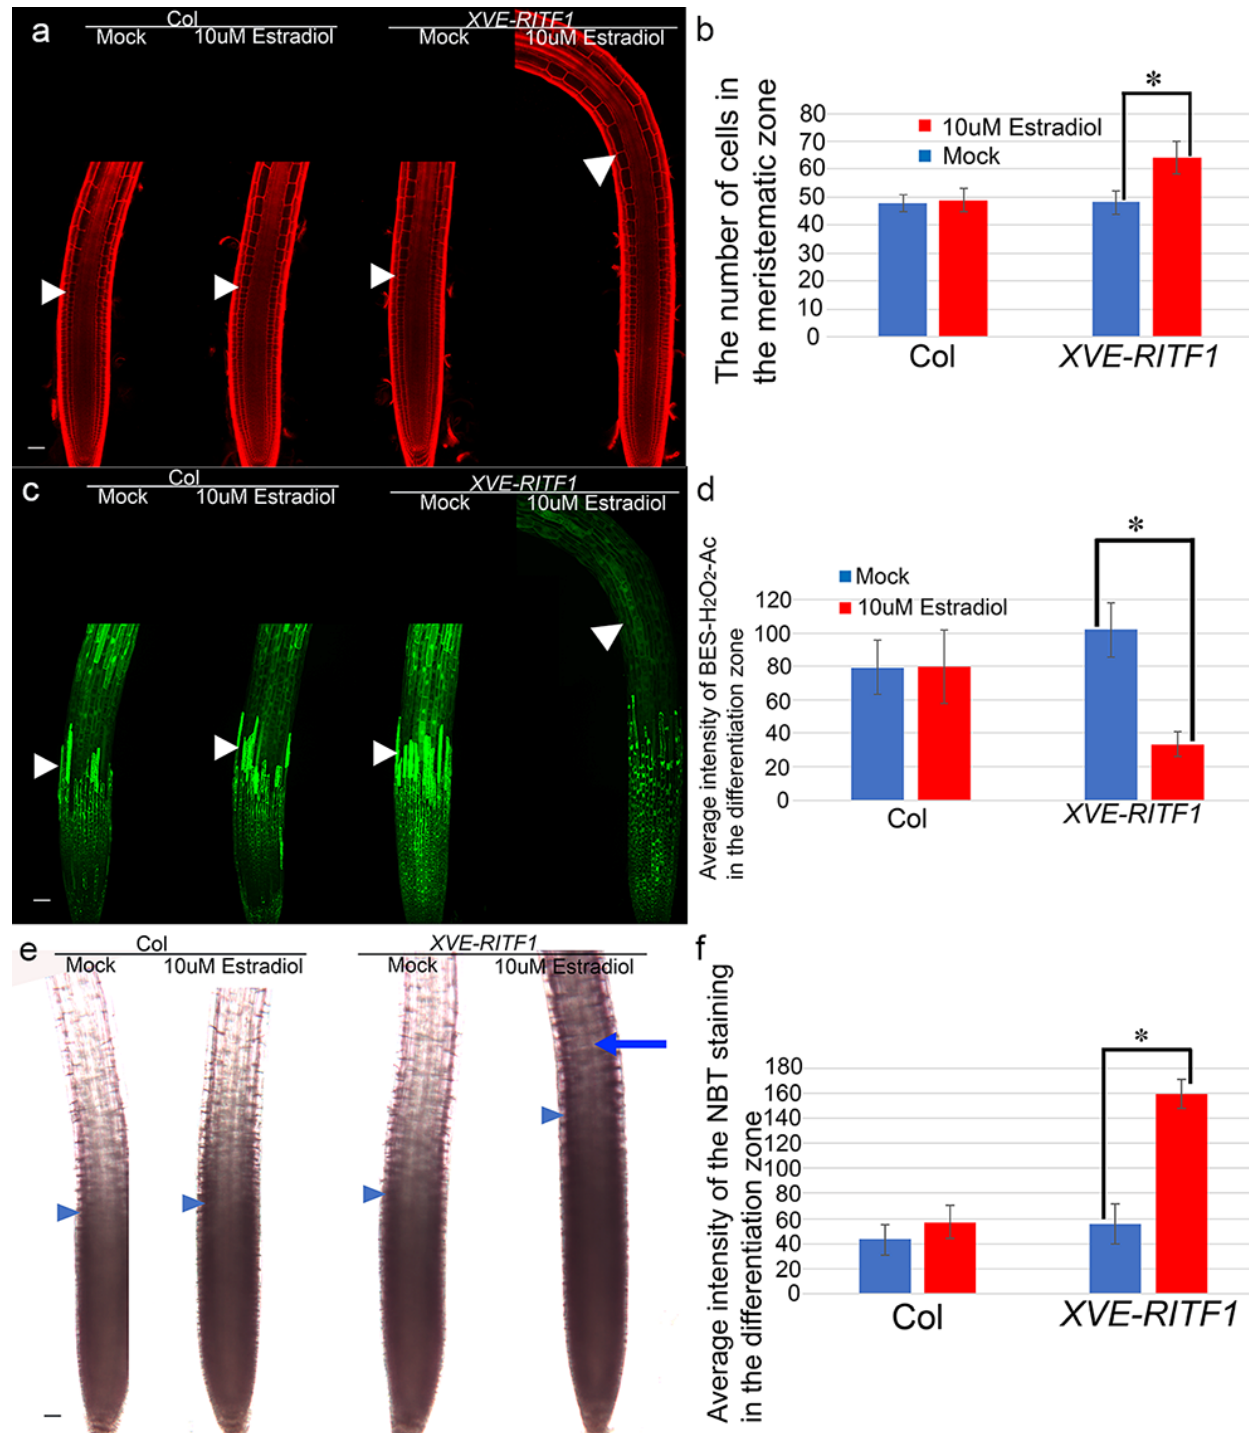 a
Col
XVE-RITF1
Mock
10uM Estradiol
Mock
10uM Estradiol
b
The number of cells in
the meristematic zone
80
70
60
50
40
30
20
10
0
10uM Estradiol
Mock
*
Col
XVE-RITF1
c
Col
XVE-RITF1
Mock
10uM Estradiol
Mock
10uM Estradiol
d
Average intensity of BES-H2O2-Ac
in the differentiation zone
Mock
10uM Estradiol
120
100
80
60
40
20
0
*
Col
XVE-RITF1
e
Col
XVE-RITF1
Mock
10uM Estradiol
Mock
10uM Estradiol
f
Average intensity of the NBT staining
in the differentiation zone
180
160
140
120
100
80
60
40
20
0
*
Col
XVE-RITF1